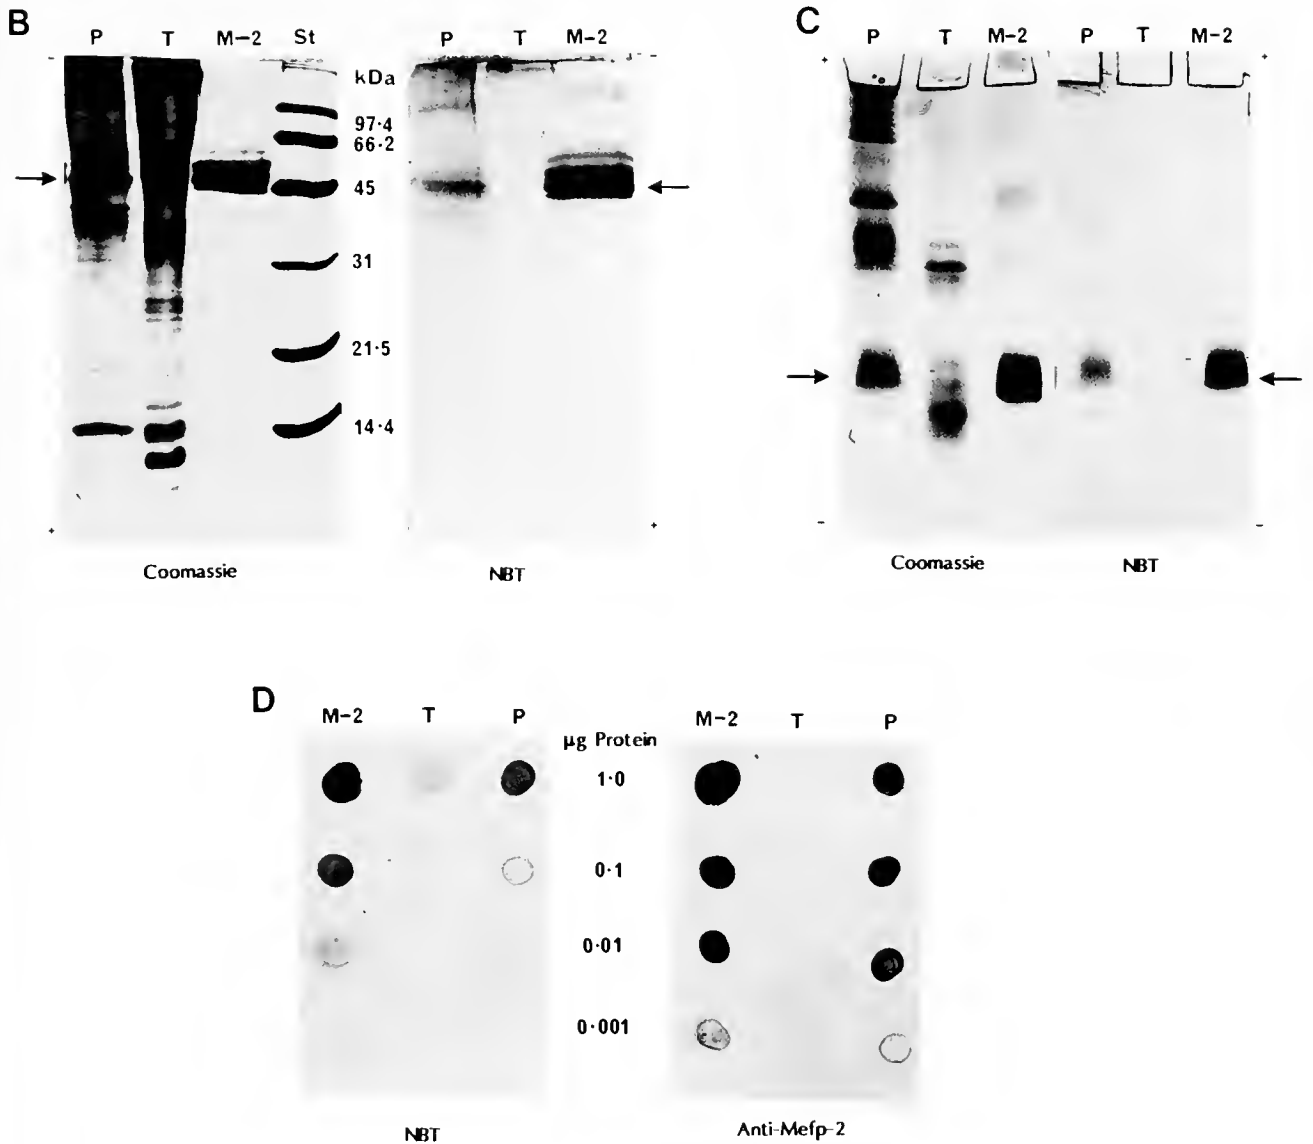 B
P T M-2 St
kDa
97·4
66·2
45
31
21·5
14·4
Coomassie
P T M-2
NBT
C
P T M-2 P T M-2
Coomassie NBT
D
M-2 T P
µg Protein
1·0
0·1
0·01
0·001
NBT
M-2 T P
Anti-Mefp-2